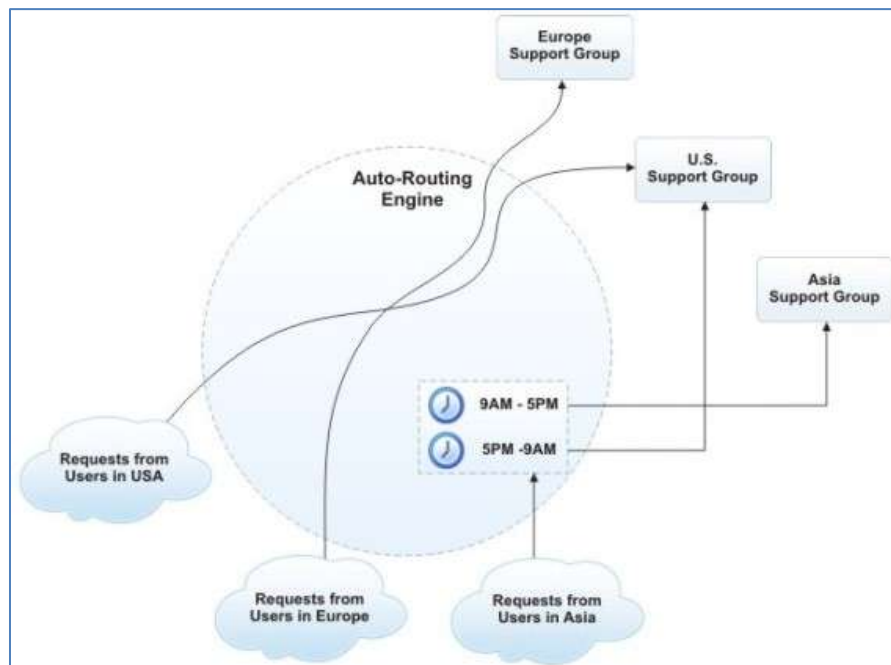 Europe
Support Group
U.S.
Support Group
Auto-Routing
Engine
Asia
Support Group
9AM - 5PM
5PM -9AM
Requests from
Users in USA
Requests from
Users in Europe
Requests from
Users in Asia